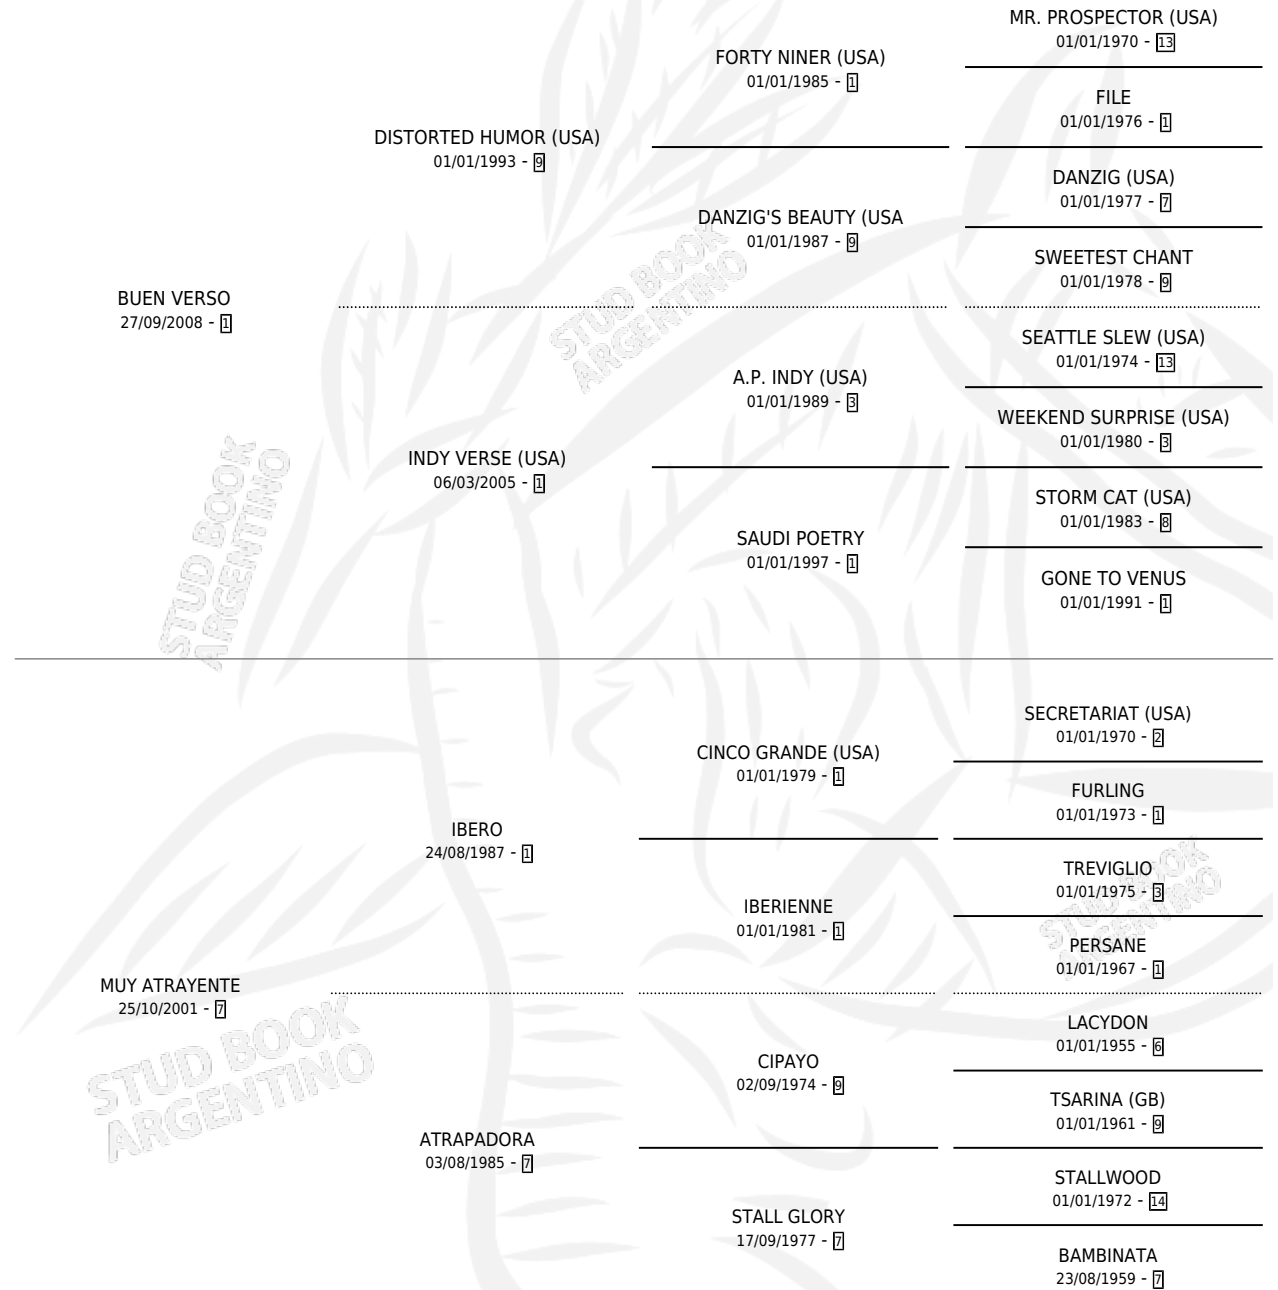 MR. PROSPECTOR (USA)
01/01/1970 - 13
FORTY NINER (USA)
01/01/1985 - 1
FILE
01/01/1976 - 1
DISTORTED HUMOR (USA)
01/01/1993 - 9
DANZIG (USA)
01/01/1977 - 7
DANZIG'S BEAUTY (USA
01/01/1987 - 9
SWEETEST CHANT
01/01/1978 - 9
BUEN VERSO
27/09/2008 - 1
SEATTLE SLEW (USA)
01/01/1974 - 13
A.P. INDY (USA)
01/01/1989 - 3
WEEKEND SURPRISE (USA)
01/01/1980 - 3
INDY VERSE (USA)
06/03/2005 - 1
STORM CAT (USA)
01/01/1983 - 8
SAUDI POETRY
01/01/1997 - 1
GONE TO VENUS
01/01/1991 - 1
STUD BOOK
ARGENTINO
STUD BOOK
ARGENTINO
SECRETARIAT (USA)
01/01/1970 - 2
CINCO GRANDE (USA)
01/01/1979 - 1
FURLING
01/01/1973 - 1
IBERO
24/08/1987 - 1
TREVIGLIO
01/01/1975 - 3
IBERIENNE
01/01/1981 - 1
PERSANE
01/01/1967 - 1
MUY ATRAYENTE
25/10/2001 - 7
LACYDON
01/01/1955 - 6
CIPAYO
02/09/1974 - 9
TSARINA (GB)
01/01/1961 - 9
ATRAPADORA
03/08/1985 - 7
STALLWOOD
01/01/1972 - 14
STALL GLORY
17/09/1977 - 7
BAMBINATA
23/08/1959 - 7
STUD BOOK
ARGENTINO
STUD BOOK
ARGENTINO